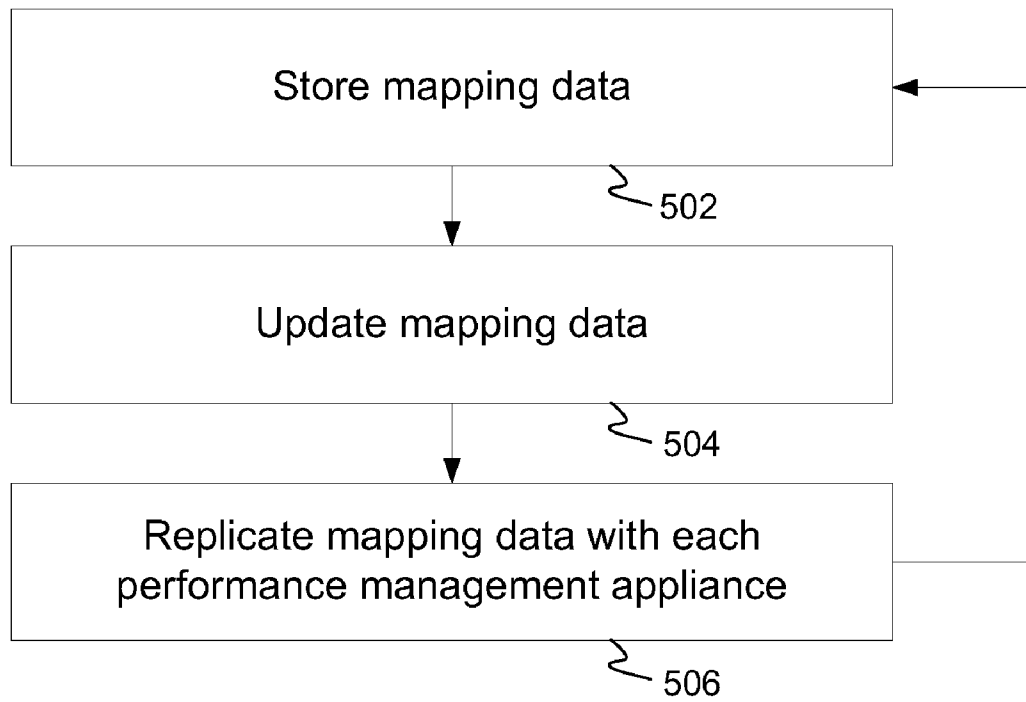 Store mapping data
502
Update mapping data
504
Replicate mapping data with each
performance management appliance
506